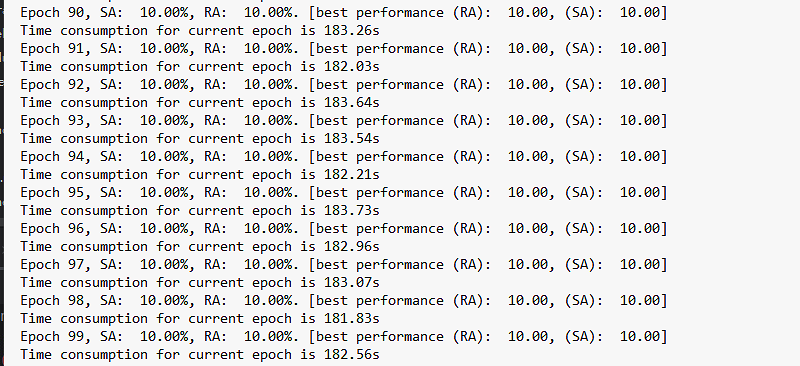 Epoch 90, SA:  10.00%, RA:  10.00%. [best performance (RA):  10.00, (SA):  10.00]
Time consumption for current epoch is 183.26s
Epoch 91, SA:  10.00%, RA:  10.00%. [best performance (RA):  10.00, (SA):  10.00]
Time consumption for current epoch is 182.03s
Epoch 92, SA:  10.00%, RA:  10.00%. [best performance (RA):  10.00, (SA):  10.00]
Time consumption for current epoch is 183.64s
Epoch 93, SA:  10.00%, RA:  10.00%. [best performance (RA):  10.00, (SA):  10.00]
Time consumption for current epoch is 183.54s
Epoch 94, SA:  10.00%, RA:  10.00%. [best performance (RA):  10.00, (SA):  10.00]
Time consumption for current epoch is 182.21s
Epoch 95, SA:  10.00%, RA:  10.00%. [best performance (RA):  10.00, (SA):  10.00]
Time consumption for current epoch is 183.73s
Epoch 96, SA:  10.00%, RA:  10.00%. [best performance (RA):  10.00, (SA):  10.00]
Time consumption for current epoch is 182.96s
Epoch 97, SA:  10.00%, RA:  10.00%. [best performance (RA):  10.00, (SA):  10.00]
Time consumption for current epoch is 183.07s
Epoch 98, SA:  10.00%, RA:  10.00%. [best performance (RA):  10.00, (SA):  10.00]
Time consumption for current epoch is 181.83s
Epoch 99, SA:  10.00%, RA:  10.00%. [best performance (RA):  10.00, (SA):  10.00]
Time consumption for current epoch is 182.56s